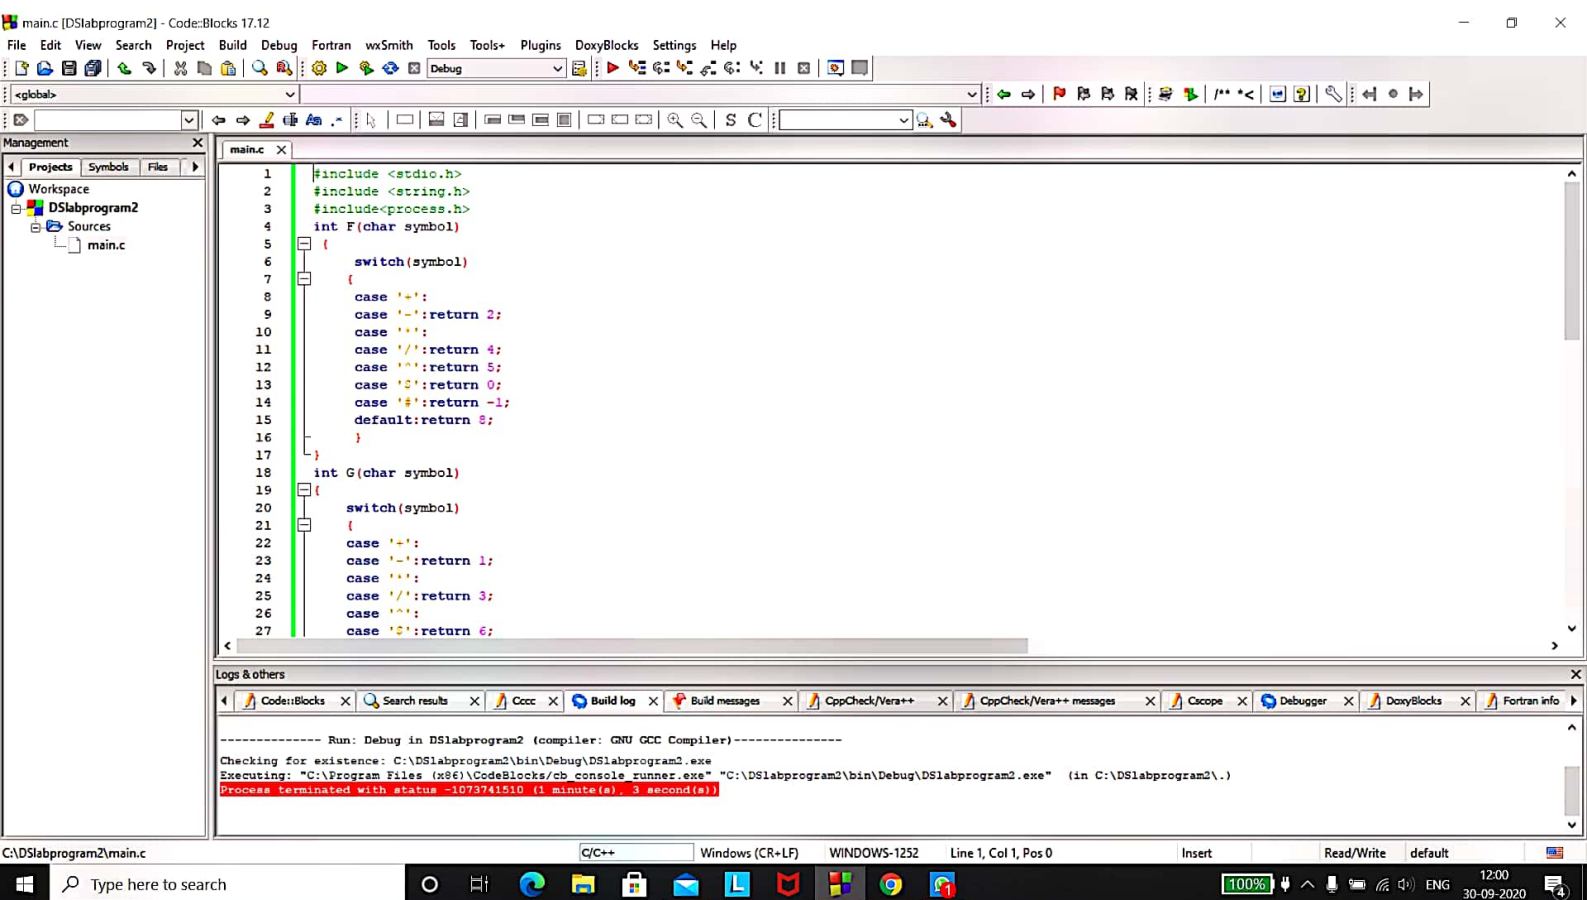 main.c [DSlabprogram2] - Code::Blocks 17.12
File Edit View Search Project Build Debug Fortran wxSmith Tools Tools+ Plugins DoxyBlocks Settings Help
Debug
<global>
/** *<
S C
Management
Projects Symbols Files
Workspace
DSlabprogram2
Sources
main.c
main.c
1 #include <stdio.h>
2 #include <string.h>
3 #include<process.h>
4 int F(char symbol)
5 {
6 switch(symbol)
7 {
8 case '+':
9 case '-':return 2;
10 case '*':
11 case '/':return 4;
12 case '^':return 5;
13 case '$':return 0;
14 case '#':return -1;
15 default:return 8;
16 }
17 }
18 int G(char symbol)
19 {
20 switch(symbol)
21 {
22 case '+':
23 case '-':return 1;
24 case '*':
25 case '/':return 3;
26 case '^':
27 case '$':return 6;
Logs & others
Code::Blocks Search results Cccc Build log Build messages CppCheck/Vera++ CppCheck/Vera++ messages Cscope Debugger DoxyBlocks Fortran info
-------------- Run: Debug in DSlabprogram2 (compiler: GNU GCC Compiler)---------------
Checking for existence: C:\DSlabprogram2\bin\Debug\DSlabprogram2.exe
Executing: "C:\Program Files (x86)\CodeBlocks/cb_console_runner.exe" "C:\DSlabprogram2\bin\Debug\DSlabprogram2.exe" (in C:\DSlabprogram2\.)
Process terminated with status -1073741510 (1 minute(s), 3 second(s))
C:\DSlabprogram2\main.c C/C++ Windows (CR+LF) WINDOWS-1252 Line 1, Col 1, Pos 0 Insert Read/Write default
Type here to search
L
1
100%
ENG
12:00
30-09-2020
4